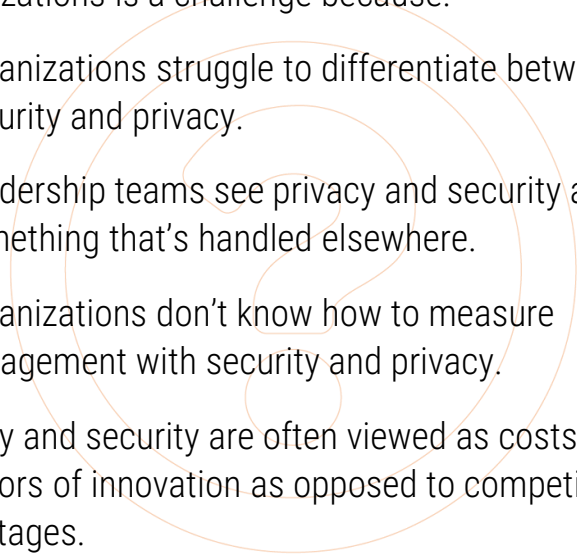 zations is a challenge because:
anizations struggle to differentiate betw
urity and privacy.
dership teams see privacy and security a
mething that's handled elsewhere.
anizations don't know how to measure
agement with security and privacy.
y and security are often viewed as costs
ors of innovation as opposed to competi
tages.